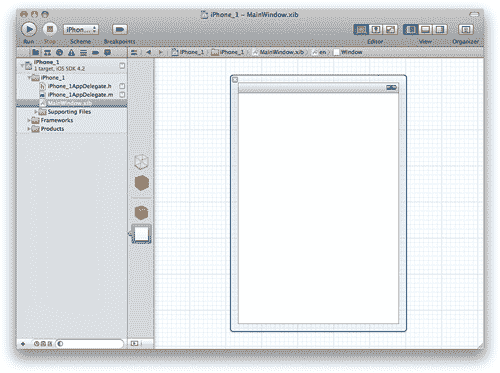 iPhone_1 – MainWindow.xib
iPhon...
Run
Stop
Scheme
Breakpoints
Editor
View
Organizer
iPhone_1
iPhone_1
MainWindow.xib
en
Window
iPhone_1
1 target, iOS SDK 4.2
iPhone_1
iPhone_1AppDelegate.h
iPhone_1AppDelegate.m
MainWindow.xib
Supporting Files
Frameworks
Products